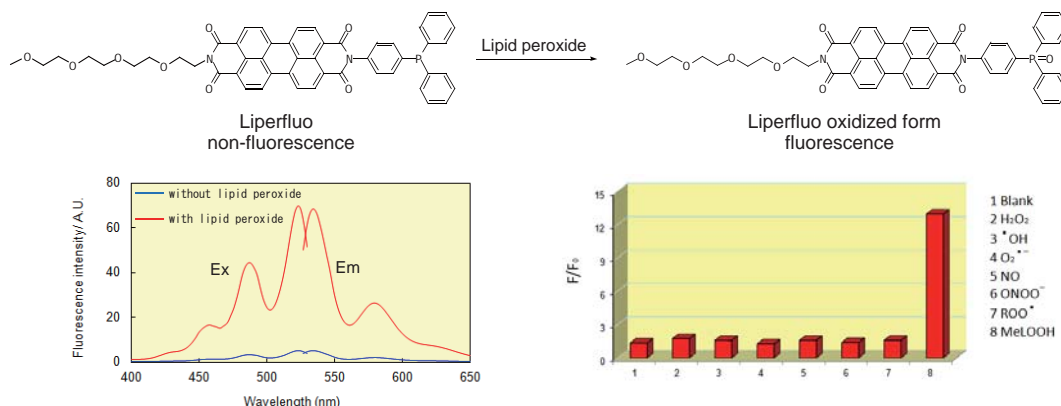 Lipid peroxide
O O O O O N O O O N P
O O O O O N O O O N P=O
Liperfluo
non-fluorescence
Liperfluo oxidized form
fluorescence
Fluorescence intensity/ A.U.
80
60
40
20
0
without lipid peroxide
with lipid peroxide
Ex
Em
400 450 500 550 600 650
Wavelength (nm)
F/F₀
15
12
9
6
3
0
1 2 3 4 5 6 7 8
1 Blank
2 H₂O₂
3 •OH
4 O₂•⁻
5 NO
6 ONOO⁻
7 ROO•
8 MeLOOH